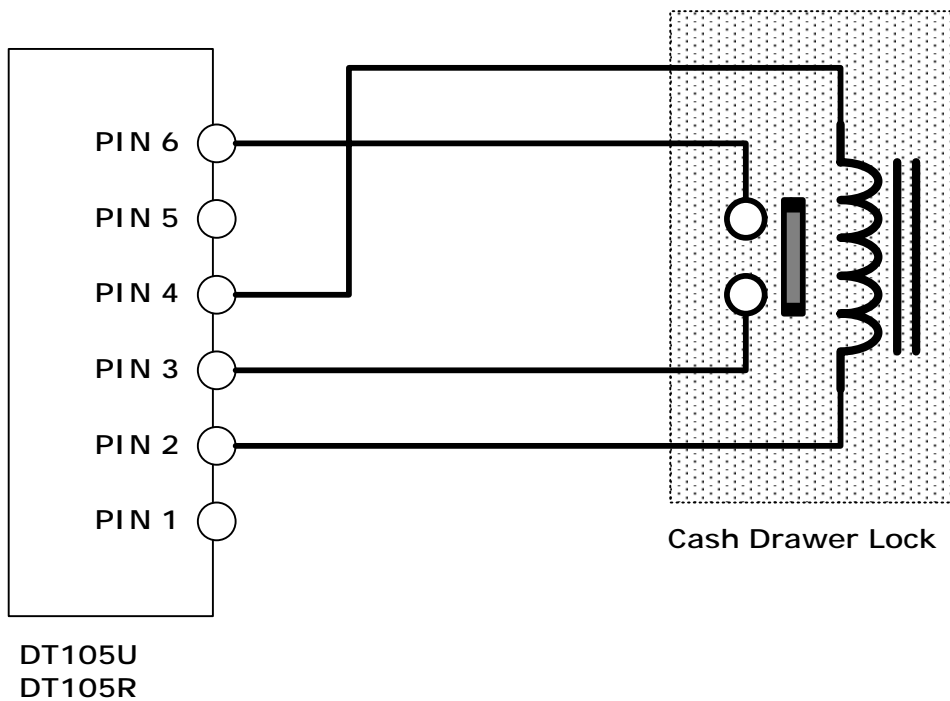 PIN 6
PIN 5
PIN 4
PIN 3
PIN 2
PIN 1
Cash Drawer Lock
DT105U
DT105R